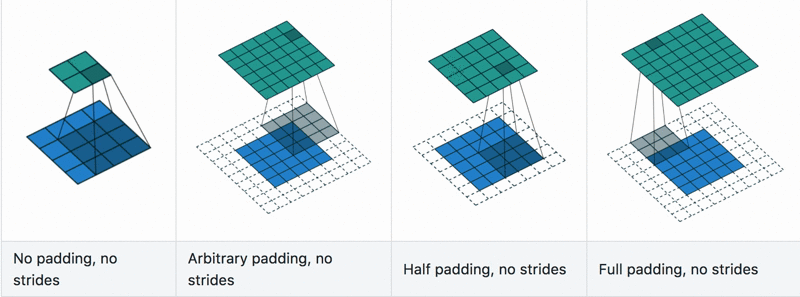 No padding, no
strides
Arbitrary padding, no
strides
Half padding, no strides
Full padding, no strides